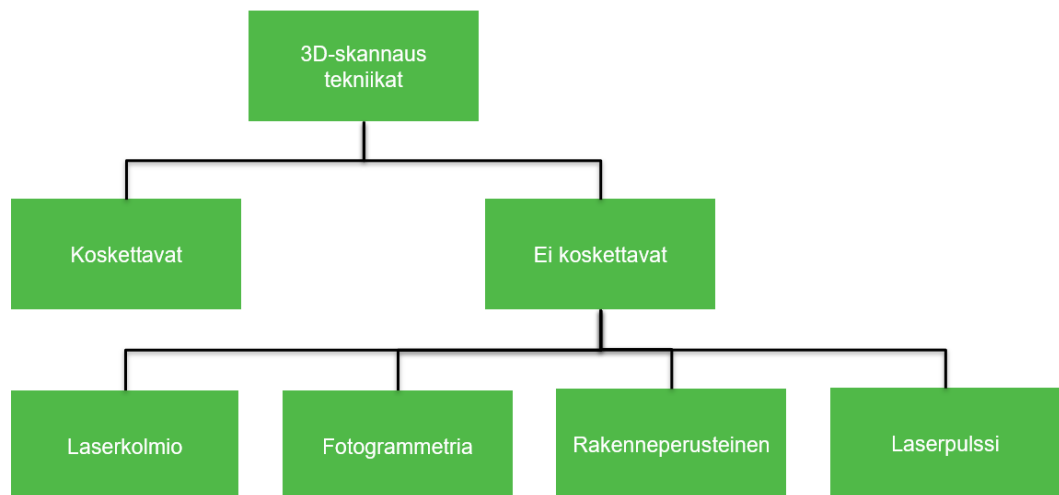 3D-skannaus
tekniikat
Koskettavat
Ei koskettavat
Laserkolmio
Fotogrammetria
Rakenneperusteinen
Laserpulssi